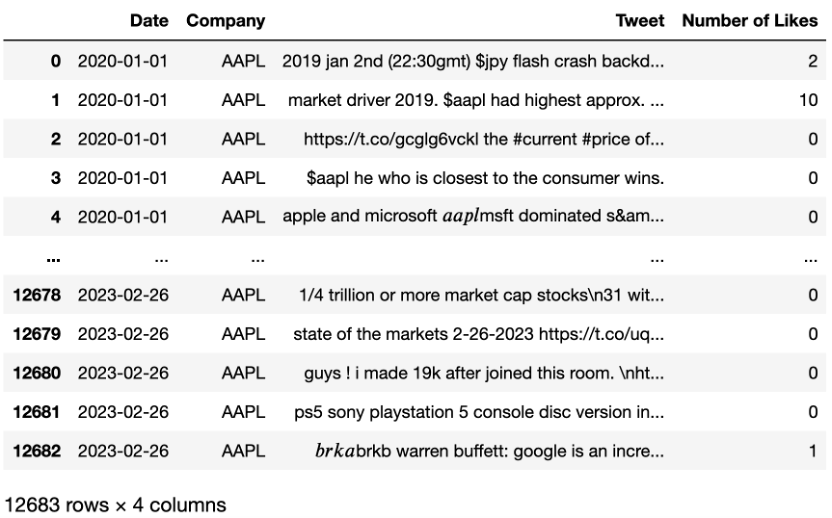 Date Company Tweet Number of Likes
0 2020-01-01 AAPL 2019 jan 2nd (22:30gmt) $jpy flash crash backd... 2
1 2020-01-01 AAPL market driver 2019. $aapl had highest approx. ... 10
2 2020-01-01 AAPL https://t.co/gcglg6vckl the #current #price of... 0
3 2020-01-01 AAPL $aapl he who is closest to the consumer wins. 0
4 2020-01-01 AAPL apple and microsoft aaplmsft dominated s&am... 0
... ... ... ... ...
12678 2023-02-26 AAPL 1/4 trillion or more market cap stocks\n31 wit... 0
12679 2023-02-26 AAPL state of the markets 2-26-2023 https://t.co/uq... 0
12680 2023-02-26 AAPL guys ! i made 19k after joined this room. \nht... 0
12681 2023-02-26 AAPL ps5 sony playstation 5 console disc version in... 0
12682 2023-02-26 AAPL brkabrkb warren buffett: google is an incre... 1
12683 rows × 4 columns